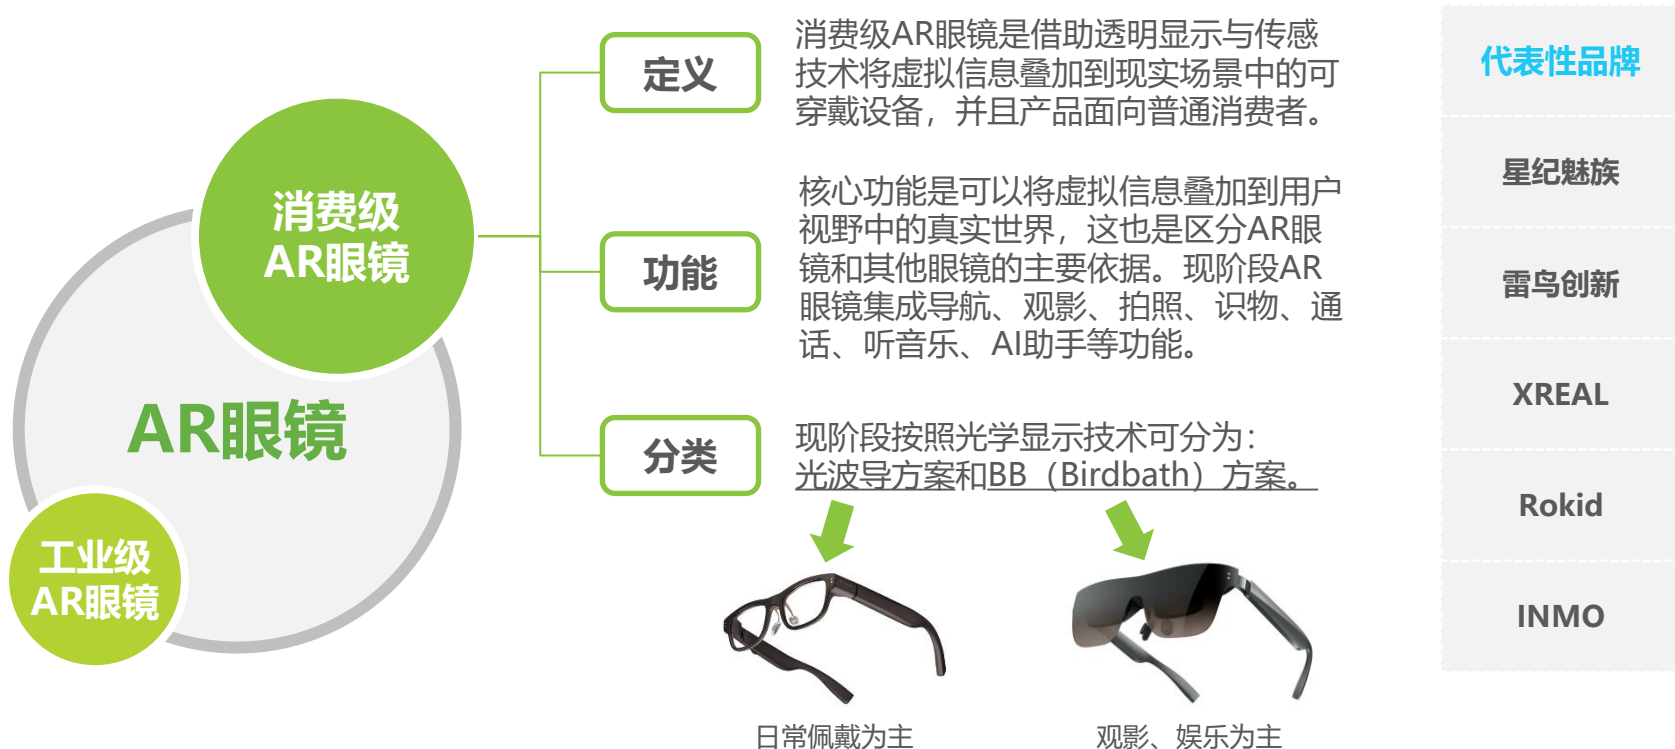 消费级
AR眼镜
AR眼镜
工业级
AR眼镜
定义
消费级AR眼镜是借助透明显示与传感
技术将虚拟信息叠加到现实场景中的可
穿戴设备，并且产品面向普通消费者。
功能
核心功能是可以将虚拟信息叠加到用户
视野中的真实世界，这也是区分AR眼
镜和其他眼镜的主要依据。现阶段AR
眼镜集成导航、观影、拍照、识物、通
话、听音乐、AI助手等功能。
分类
现阶段按照光学显示技术可分为：
光波导方案和BB（Birdbath）方案。
日常佩戴为主
观影、娱乐为主
代表性品牌
星纪魅族
雷鸟创新
XREAL
Rokid
INMO